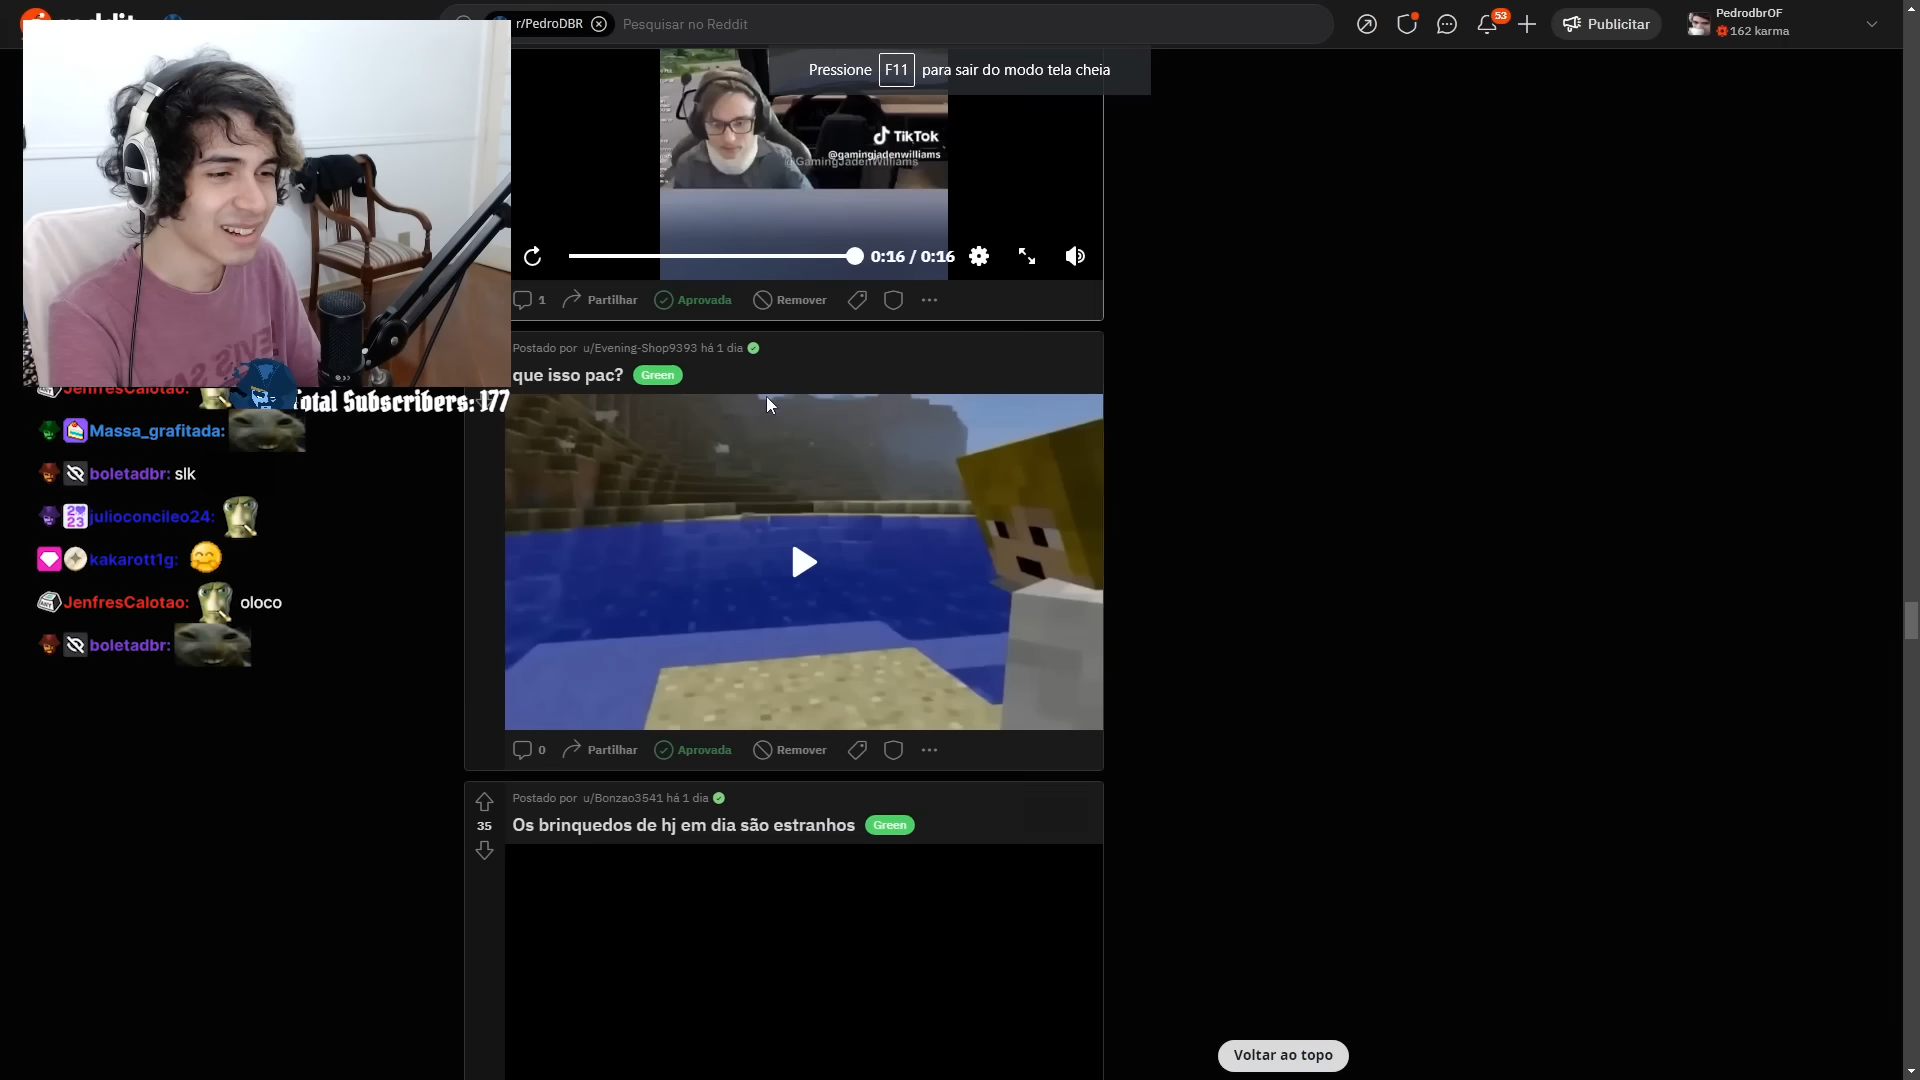 r/PedroDBR
Pesquisar no Reddit
53
Publicitar
PedrodbrOF
162 karma
Pressione F11 para sair do modo tela cheia
TikTok
@gamingjadenwilliams
@GamingJadenWilliams
0:16 / 0:16
1 Partilhar Aprovada Remover
Postado por u/Evening-Shop9393 há 1 dia
que isso pac? Green
JenfresCalotao:
Total Subscribers: 177
Massa_grafitada:
boletadbr: slk
julioconcileo24:
kakarott1g:
JenfresCalotao: oloco
boletadbr:
0 Partilhar Aprovada Remover
Postado por u/Bonzao3541 há 1 dia
35
Os brinquedos de hj em dia são estranhos Green
Voltar ao topo